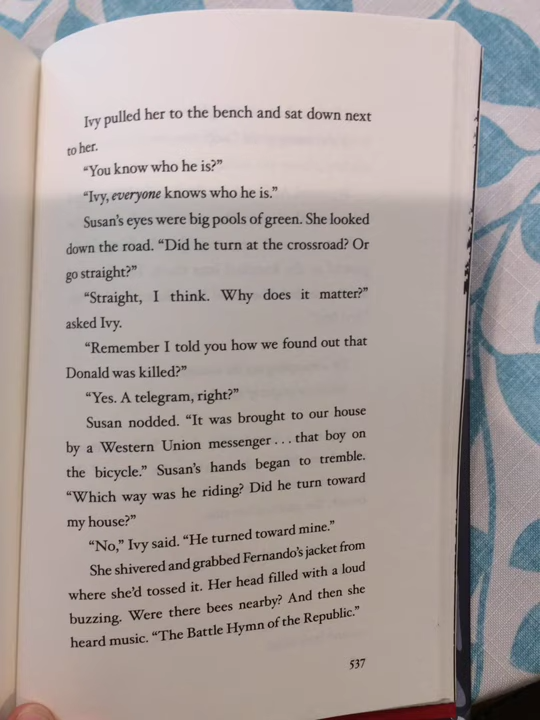 Ivy pulled her to the bench and sat down next
to her.
“You know who he is?”
“Ivy, everyone knows who he is.”
Susan’s eyes were big pools of green. She looked
down the road. “Did he turn at the crossroad? Or
go straight?”
“Straight, I think. Why does it matter?”
asked Ivy.
“Remember I told you how we found out that
Donald was killed?”
“Yes. A telegram, right?”
Susan nodded. “It was brought to our house
by a Western Union messenger . . . that boy on
the bicycle.” Susan’s hands began to tremble.
“Which way was he riding? Did he turn toward
my house?”
“No,” Ivy said. “He turned toward mine.”
She shivered and grabbed Fernando’s jacket from
where she’d tossed it. Her head filled with a loud
buzzing. Were there bees nearby? And then she
heard music. “The Battle Hymn of the Republic.”
537